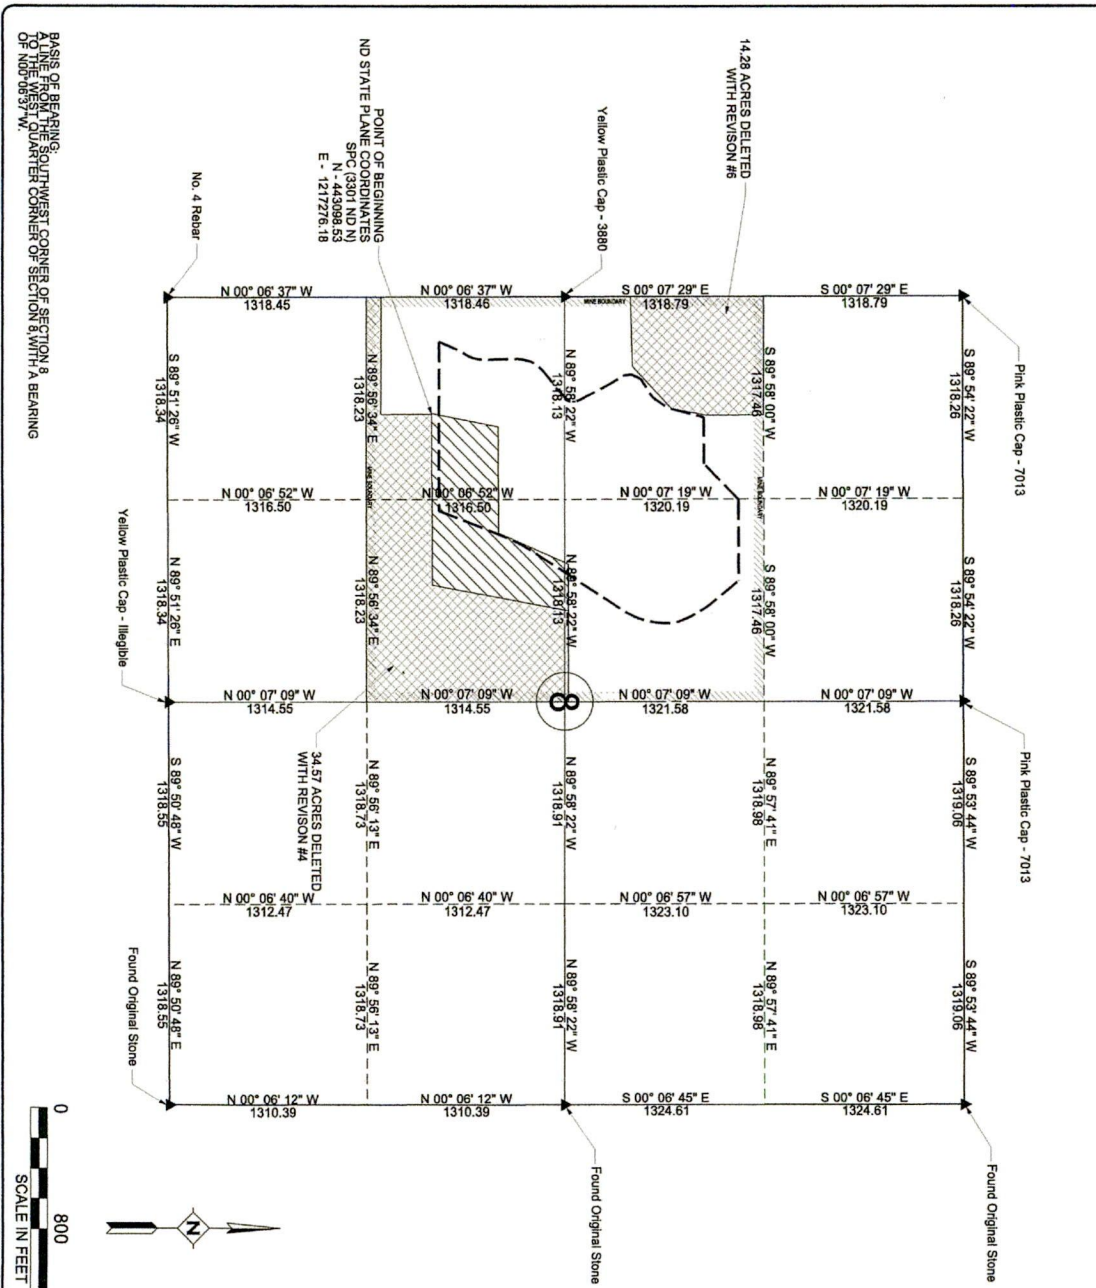 BASIS OF BEARING:
A LINE FROM THE SOUTHWEST CORNER OF SECTION 8
TO THE WEST QUARTER CORNER OF SECTION 8,WITH A BEARING
OF N00°06'37"W.
14.28 ACRES DELETED
WITH REVISON #6
Yellow Plastic Cap - 3880
POINT OF BEGINNING
ND STATE PLANE COORDINATES
SPC (3301 ND N)
N - 443098.53
E - 1217276.18
No. 4 Rebar
N 00° 06' 37" W
1318.45
N 00° 06' 37" W
1318.46
MINE BOUNDARY
S 00° 07' 29" E
1318.79
S 00° 07' 29" E
1318.79
Pink Plastic Cap - 7013
S 89° 51' 26" W
1318.34
N 89° 56' 34" E
1318.23
N 89° 58' 22" W
1318.13
S 89° 58' 00" W
1317.46
S 89° 54' 22" W
1318.26
N 00° 06' 52" W
1316.50
MINE BOUNDARY
N 00° 06' 52" W
1316.50
N 00° 07' 19" W
1320.19
MINE BOUNDARY
N 00° 07' 19" W
1320.19
N 89° 51' 26" E
1318.34
N 89° 56' 34" E
1318.23
N 89° 58' 22" W
1318.13
S 89° 58' 00" W
1317.46
S 89° 54' 22" W
1318.26
Yellow Plastic Cap - Illegible
N 00° 07' 09" W
1314.55
N 00° 07' 09" W
1314.55
8
N 00° 07' 09" W
1321.58
N 00° 07' 09" W
1321.58
Pink Plastic Cap - 7013
34.57 ACRES DELETED
WITH REVISON #4
S 89° 50' 48" W
1318.55
N 89° 56' 13" E
1318.73
N 89° 58' 22" W
1318.91
N 89° 57' 41" E
1318.98
S 89° 53' 44" W
1319.06
N 00° 06' 40" W
1312.47
N 00° 06' 40" W
1312.47
N 00° 06' 57" W
1323.10
N 00° 06' 57" W
1323.10
N 89° 50' 48" E
1318.55
N 89° 56' 13" E
1318.73
N 89° 58' 22" W
1318.91
N 89° 57' 41" E
1318.98
S 89° 53' 44" W
1319.06
Found Original Stone
N 00° 06' 12" W
1310.39
N 00° 06' 12" W
1310.39
S 00° 06' 45" E
1324.61
S 00° 06' 45" E
1324.61
Found Original Stone
Found Original Stone
0 800
SCALE IN FEET
N